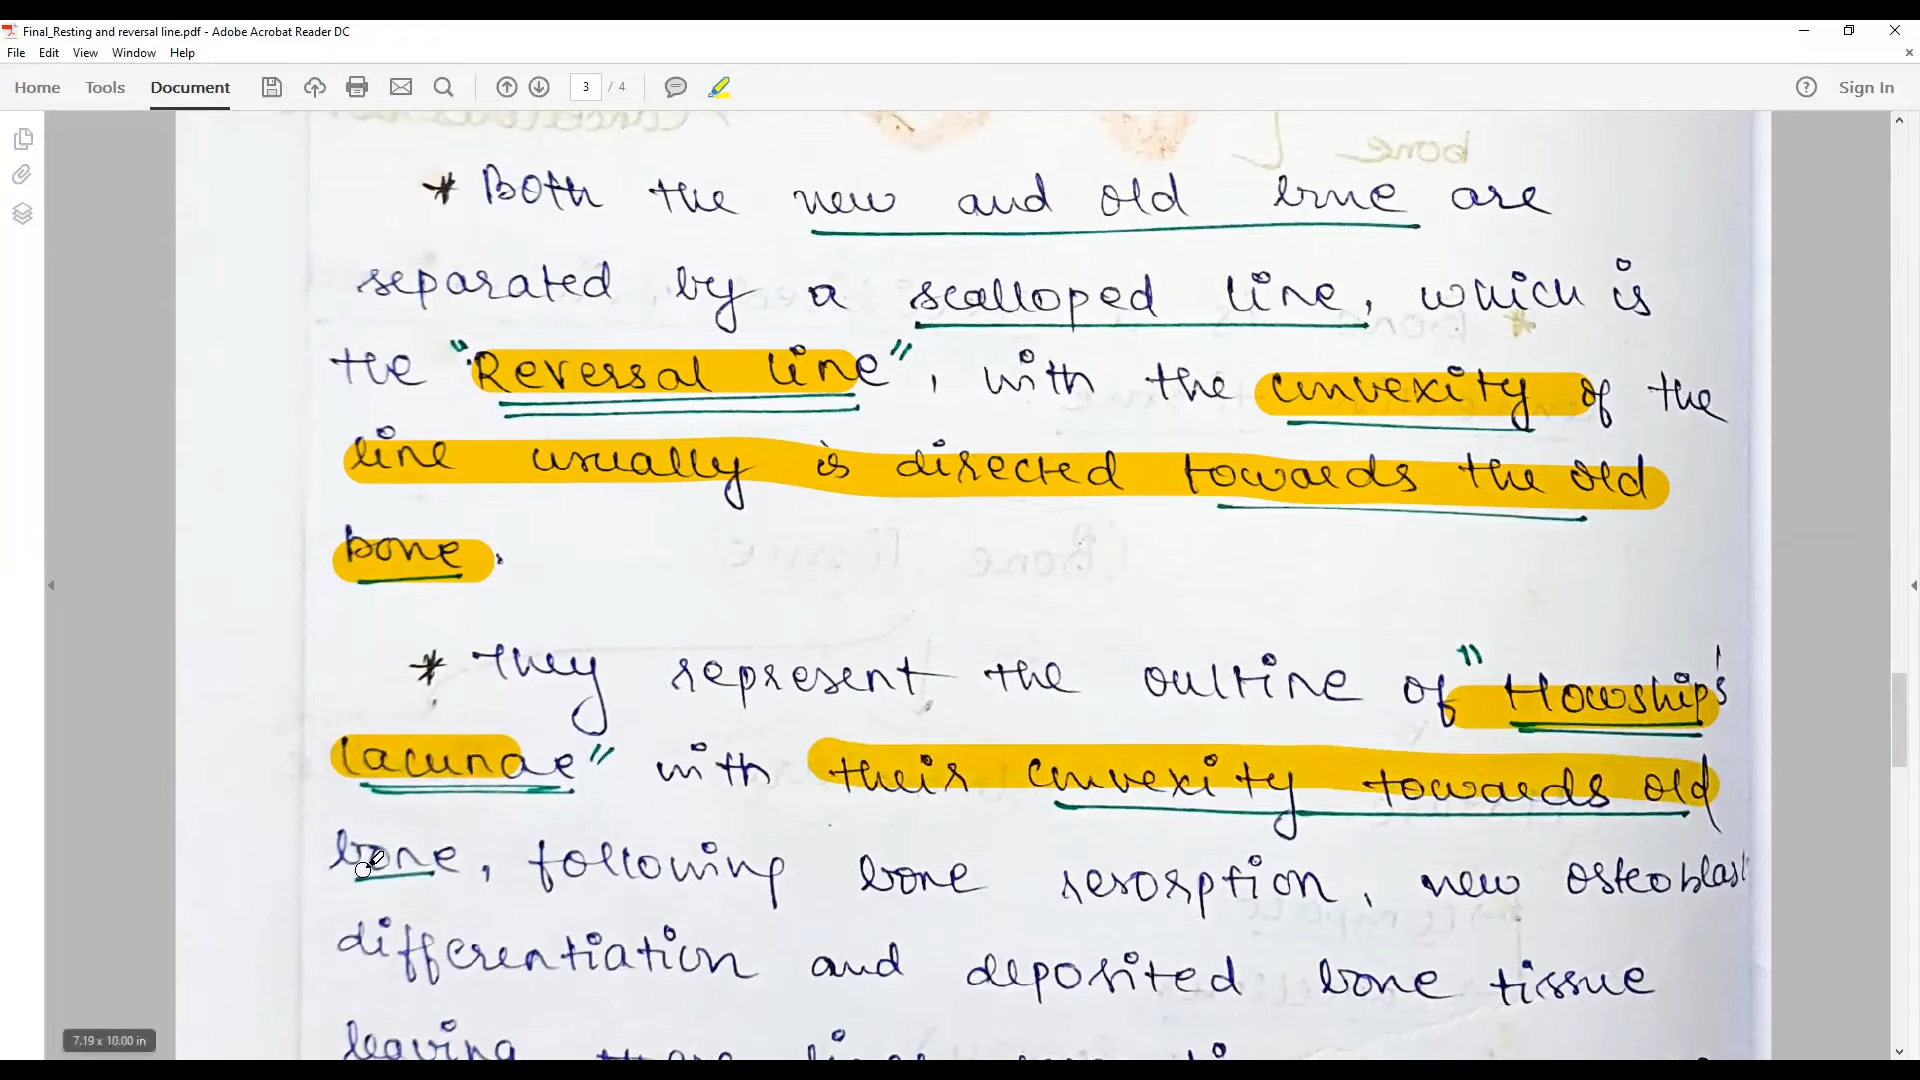 Final_Resting and reversal line.pdf - Adobe Acrobat Reader DC
File Edit View Window Help
Home Tools Document 3 / 4 Sign In
bone
* Both the new and old bone are
separated by a scalloped line, which is
the "Reversal line", with the convexity of the
line usually is directed towards the old
bone.
* They represent the outline of "Howship's
lacunae" with their convexity towards old
bone, following bone resorption, new osteoblast
differentiation and deposited bone tissue
leaving these lines
7.19 x 10.00 in